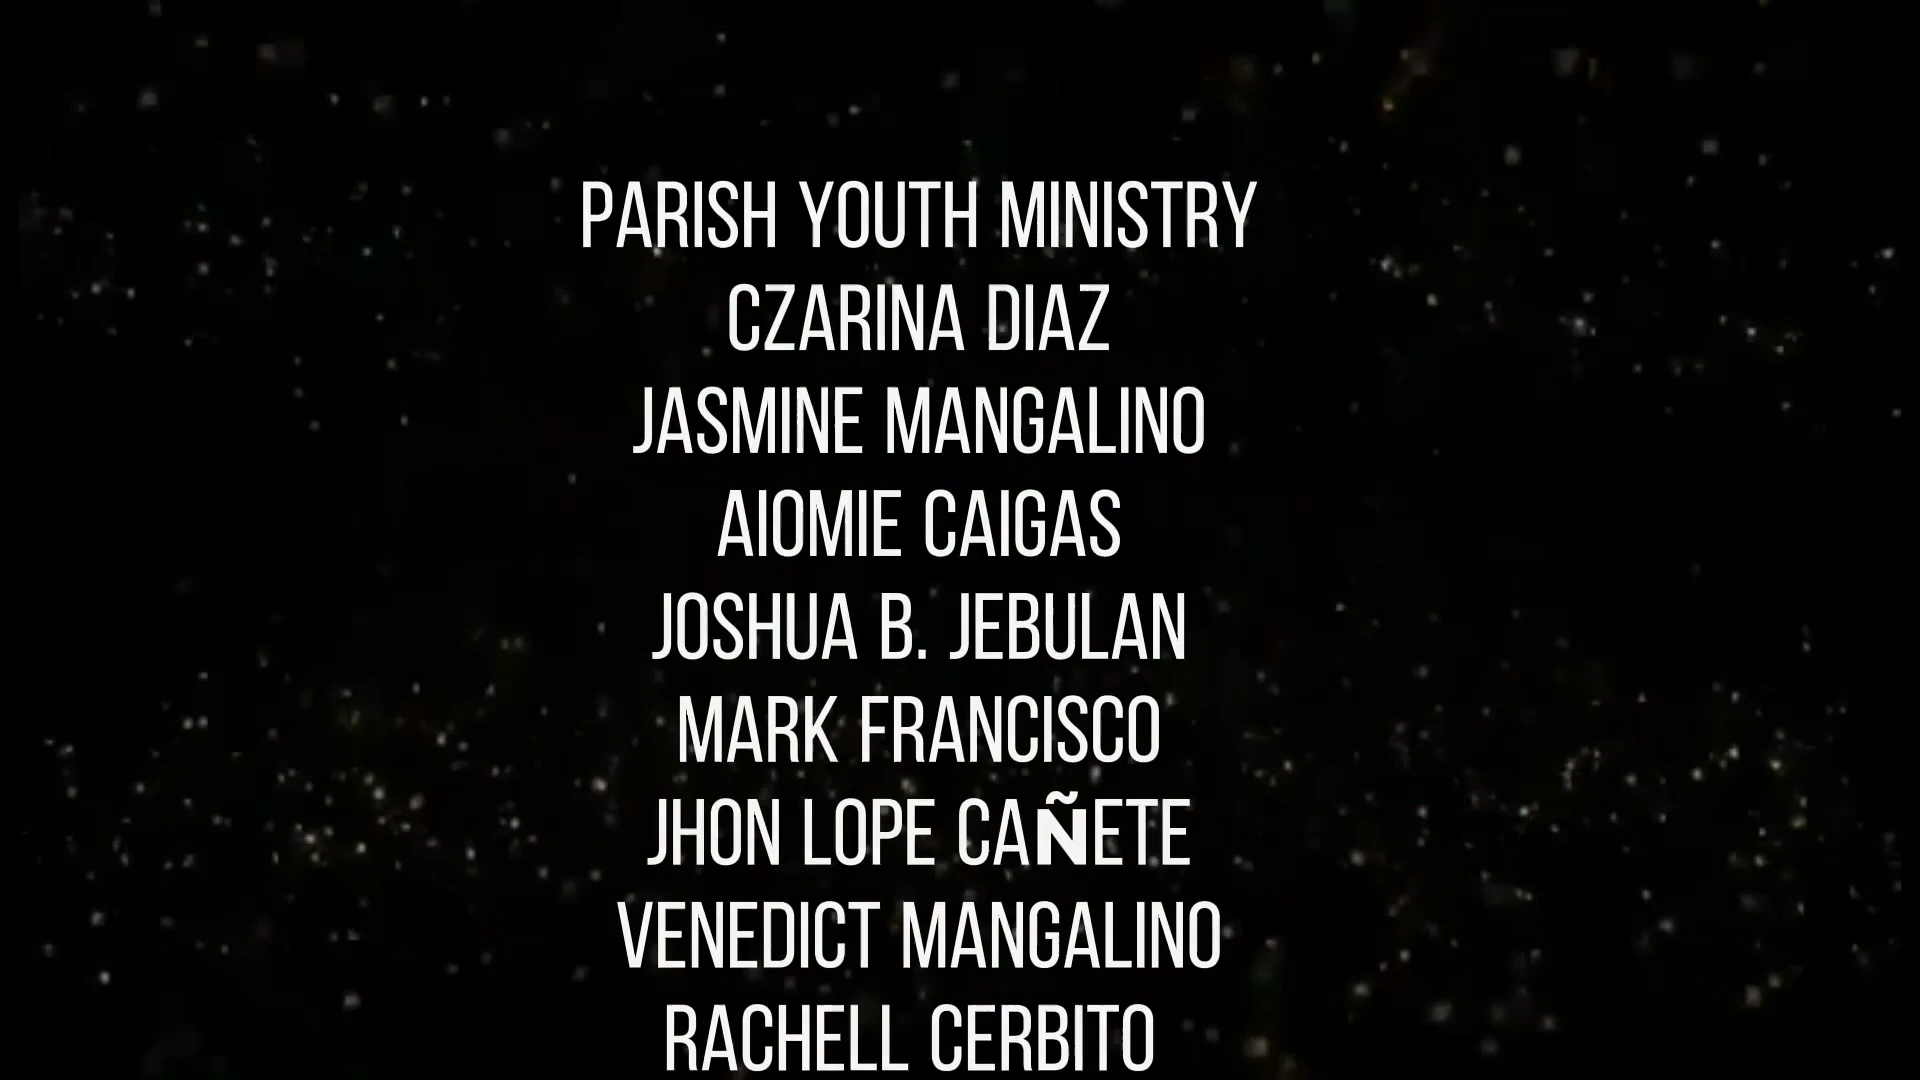 PARISH YOUTH MINISTRY
CZARINA DIAZ
JASMINE MANGALINO
AIOMIE CAIGAS
JOSHUA B. JEBULAN
MARK FRANCISCO
JHON LOPE CAÑETE
VENEDICT MANGALINO
RACHELL CERBITO